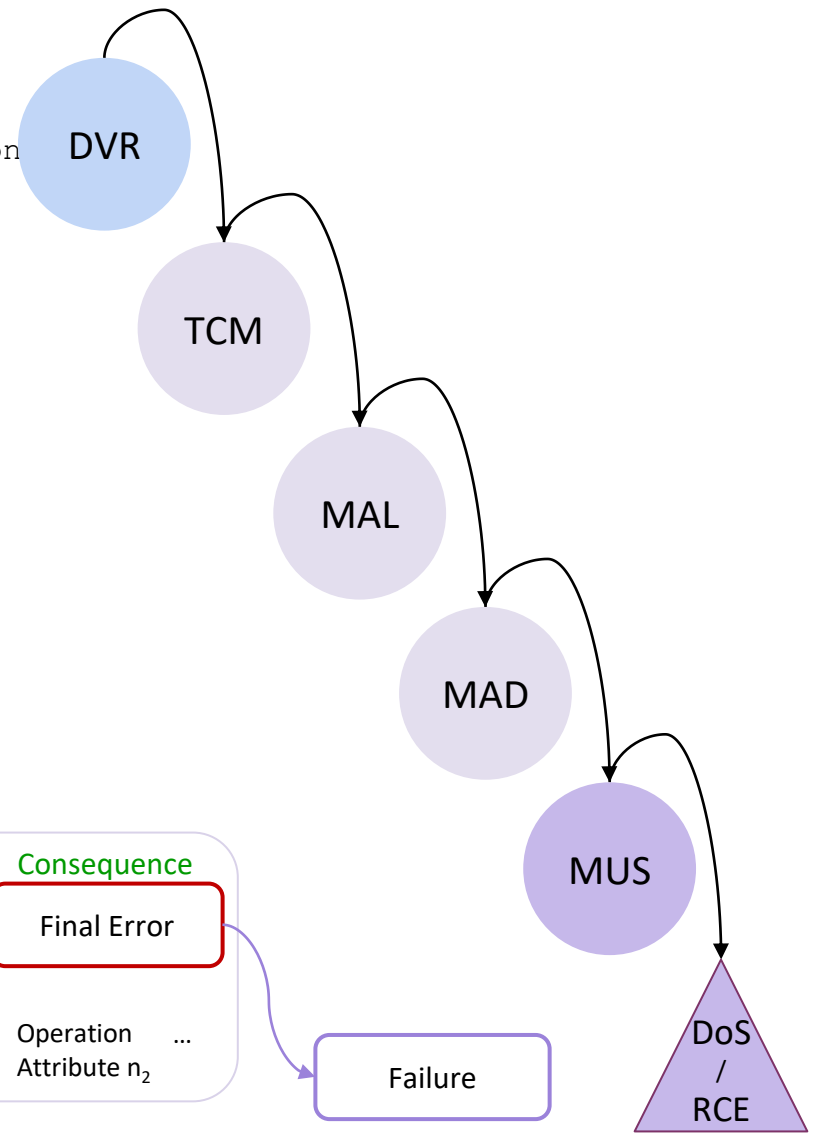 DVR
TCM
MAL
MAD
MUS
Consequence
Final Error
Operation ...
Attribute n₂
Failure
DoS
/
RCE